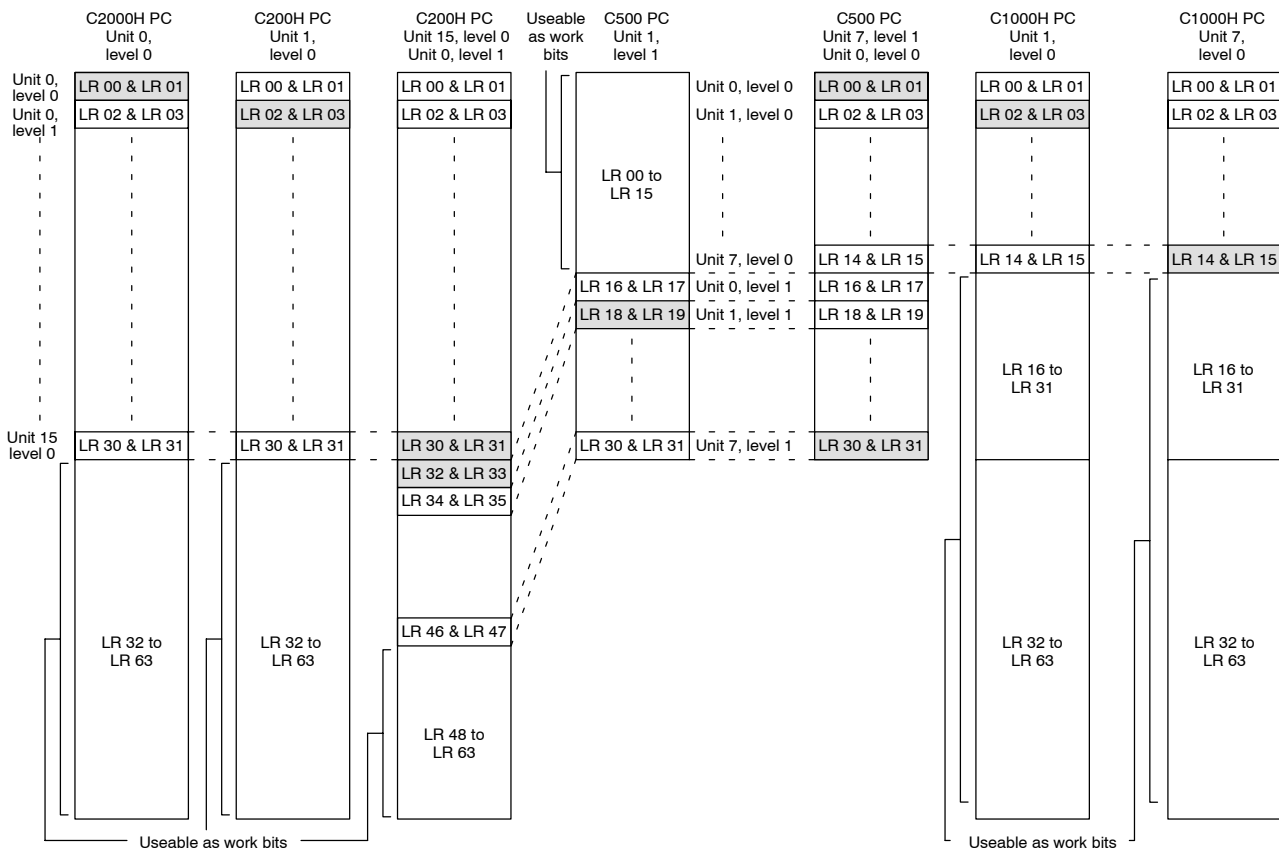 C2000H PC
Unit 0,
level 0
C200H PC
Unit 1,
level 0
C200H PC
Unit 15, level 0
Unit 0, level 1
Useable
as work
bits
C500 PC
Unit 1,
level 1
C500 PC
Unit 7, level 1
Unit 0, level 0
C1000H PC
Unit 1,
level 0
C1000H PC
Unit 7,
level 0
Unit 0,
level 0
LR 00 & LR 01
LR 00 & LR 01
LR 00 & LR 01
Unit 0, level 0
LR 00 & LR 01
LR 00 & LR 01
LR 00 & LR 01
Unit 0,
level 1
LR 02 & LR 03
LR 02 & LR 03
LR 02 & LR 03
Unit 1, level 0
LR 02 & LR 03
LR 02 & LR 03
LR 02 & LR 03
LR 00 to
LR 15
Unit 7, level 0
LR 14 & LR 15
LR 14 & LR 15
LR 14 & LR 15
LR 16 & LR 17
Unit 0, level 1
LR 16 & LR 17
LR 18 & LR 19
Unit 1, level 1
LR 18 & LR 19
LR 16 to
LR 31
LR 16 to
LR 31
Unit 15
level 0
LR 30 & LR 31
LR 30 & LR 31
LR 30 & LR 31
LR 30 & LR 31
Unit 7, level 1
LR 30 & LR 31
LR 32 & LR 33
LR 34 & LR 35
LR 46 & LR 47
LR 32 to
LR 63
LR 32 to
LR 63
LR 32 to
LR 63
LR 32 to
LR 63
LR 48 to
LR 63
Useable as work bits
Useable as work bits